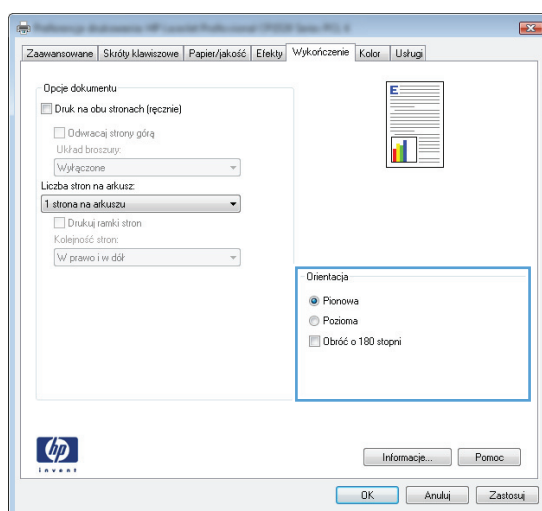 Zaawansowane Skróty klawiszowe Papier/jakość Efekty Wykończenie Kolor Usługi
Opcje dokumentu
Druk na obu stronach (ręcznie)
Odwracaj strony górą
Układ broszury:
Wyłączone
Liczba stron na arkusz:
1 strona na arkuszu
Drukuj ramki stron
Kolejność stron:
W prawo i w dół
E
Orientacja
Pionowa
Pozioma
Obróć o 180 stopni
hp
invent
Informacje... Pomoc
OK Anuluj Zastosuj